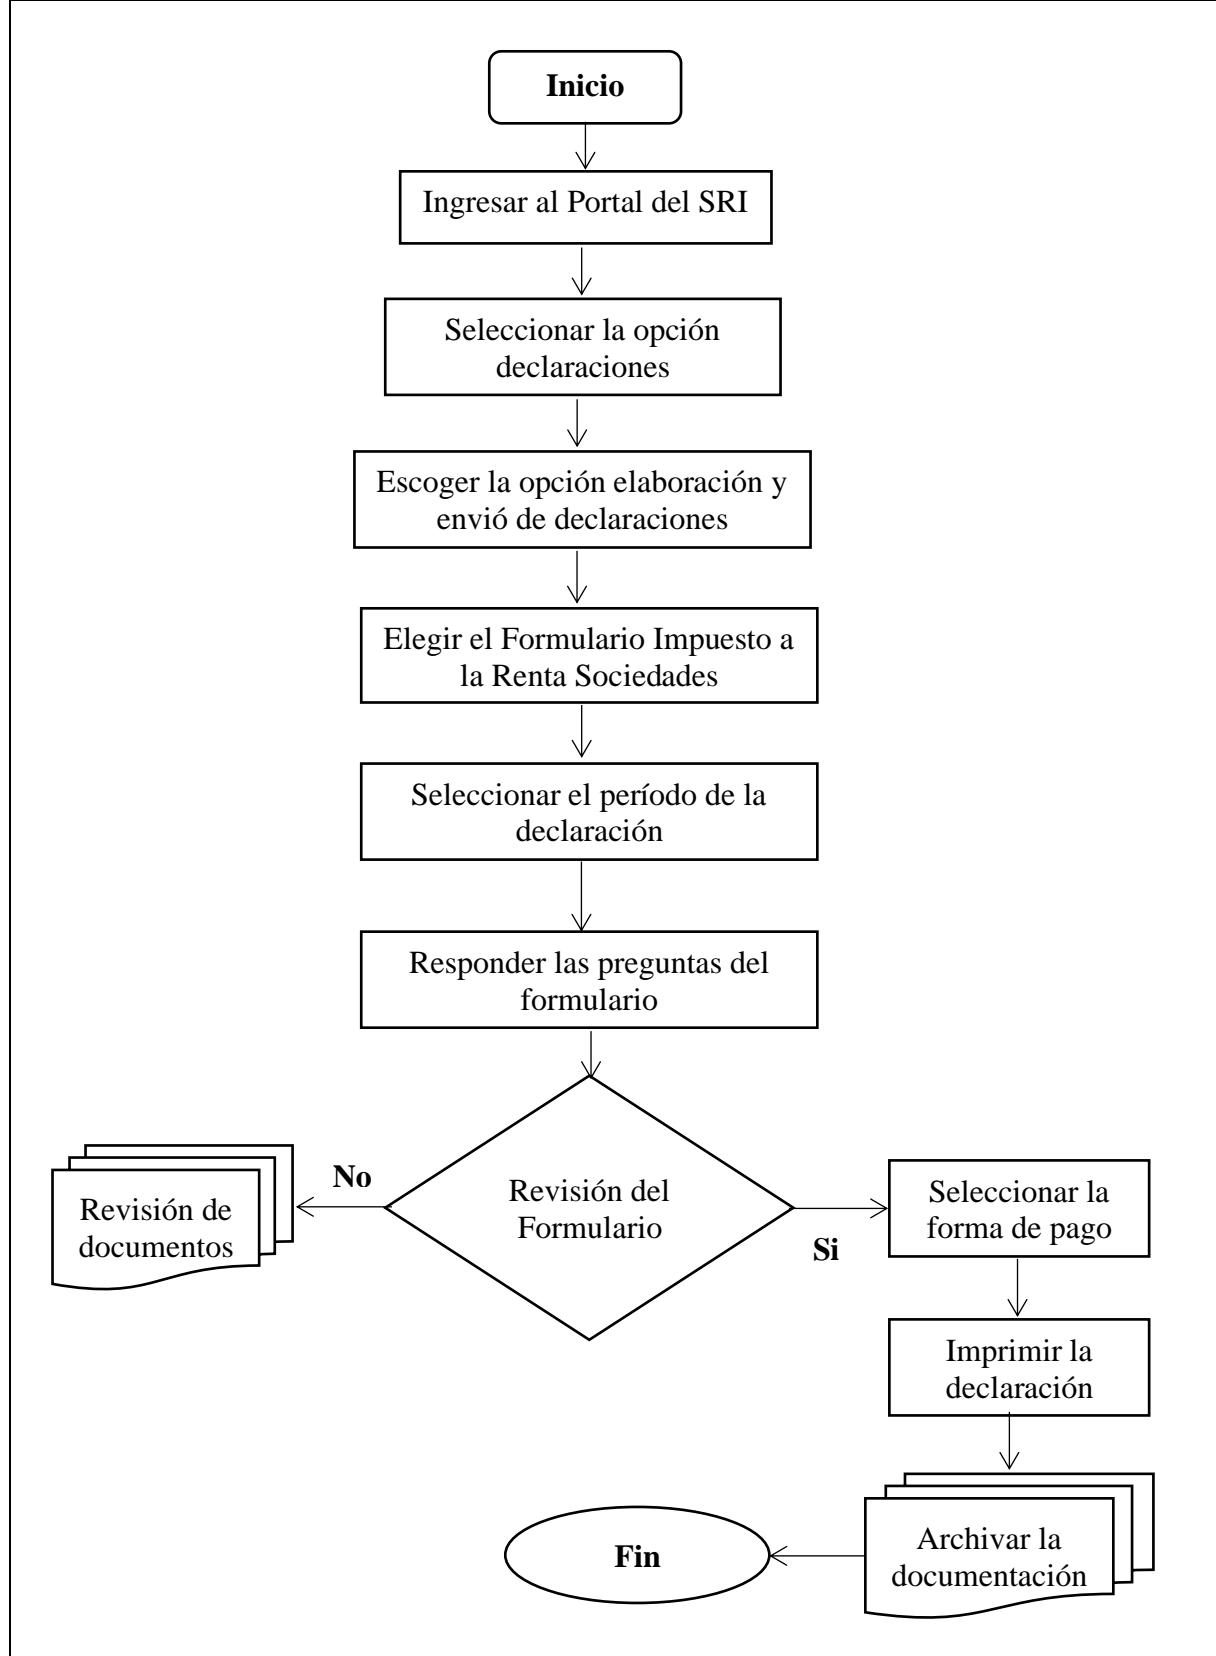 Inicio
Ingresar al Portal del SRI
Seleccionar la opción
declaraciones
Escoger la opción elaboración y
envió de declaraciones
Elegir el Formulario Impuesto a
la Renta Sociedades
Seleccionar el período de la
declaración
Responder las preguntas del
formulario
Revisión del
Formulario
No
Revisión de
documentos
Si
Seleccionar la
forma de pago
Imprimir la
declaración
Archivar la
documentación
Fin